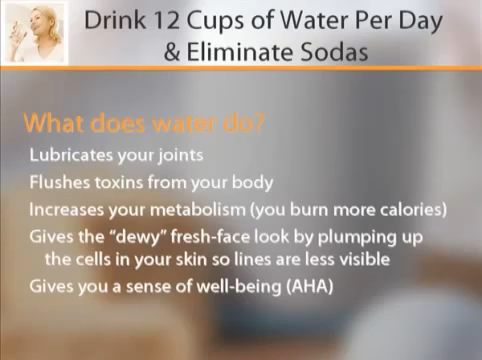 Drink 12 Cups of Water Per Day
& Eliminate Sodas
What does water do?
Lubricates your joints
Flushes toxins from your body
Increases your metabolism (you burn more calories)
Gives the “dewy” fresh-face look by plumping up
the cells in your skin so lines are less visible
Gives you a sense of well-being (AHA)